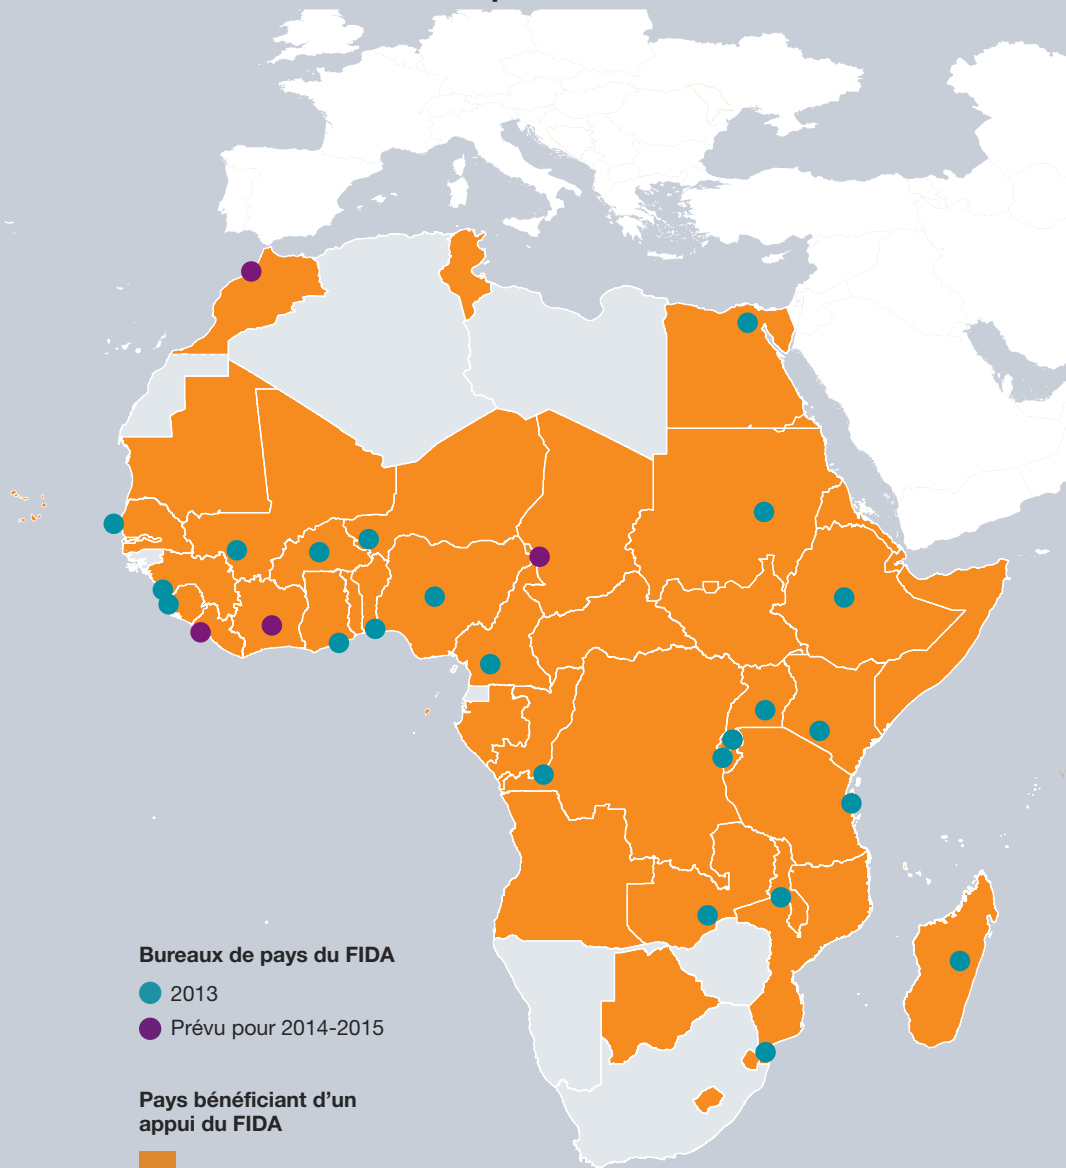 Bureaux de pays du FIDA
2013
Prévu pour 2014-2015
Pays bénéficiant d’un
appui du FIDA